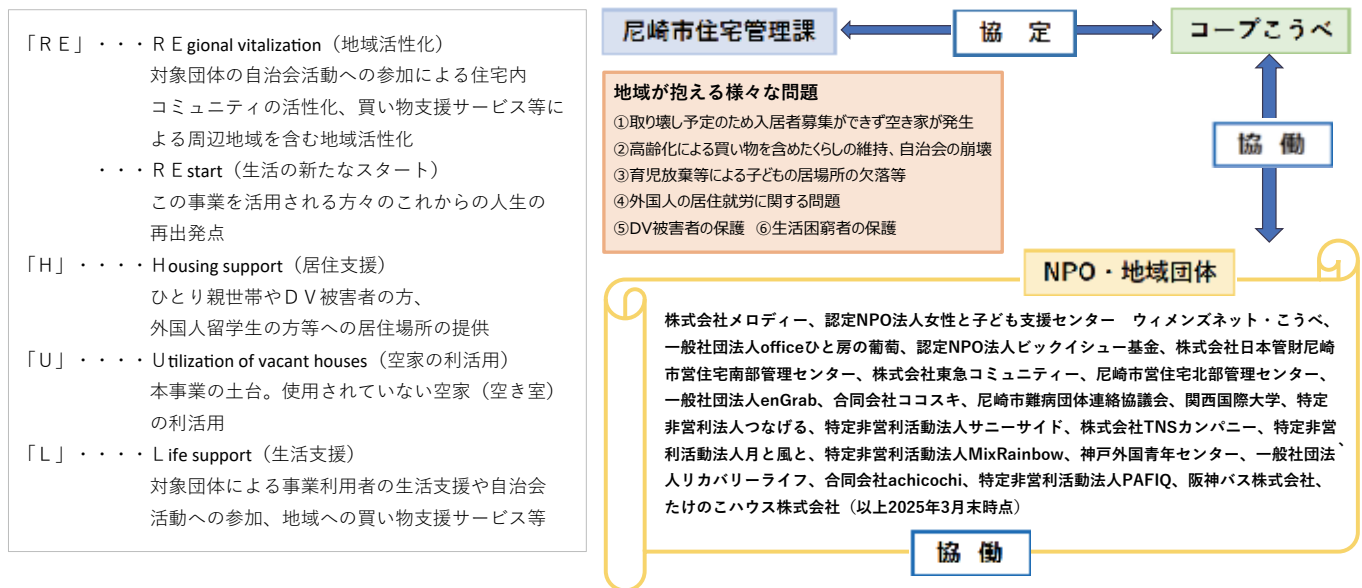 「ＲＥ」・・・ＲＥgional vitalization（地域活性化）
対象団体の自治会活動への参加による住宅内
コミュニティの活性化、買い物支援サービス等に
よる周辺地域を含む地域活性化
・・・ＲＥstart（生活の新たなスタート）
この事業を活用される方々のこれからの人生の
再出発点
「Ｈ」・・・・Ｈousing support（居住支援）
ひとり親世帯やＤＶ被害者の方、
外国人留学生の方等への居住場所の提供
「Ｕ」・・・・Ｕtilization of vacant houses（空家の利活用）
本事業の土台。使用されていない空家（空き室）
の利活用
「Ｌ」・・・・Ｌife support（生活支援）
対象団体による事業利用者の生活支援や自治会
活動への参加、地域への買い物支援サービス等
尼崎市住宅管理課
協 定
コープこうべ
地域が抱える様々な問題
①取り壊し予定のため入居者募集ができず空き家が発生
②高齢化による買い物を含めたくらしの維持、自治会の崩壊
③育児放棄等による子どもの居場所の欠落等
④外国人の居住就労に関する問題
⑤DV被害者の保護 ⑥生活困窮者の保護
協 働
NPO・地域団体
株式会社メロディー、認定NPO法人女性と子ども支援センター　ウィメンズネット・こうべ、
一般社団法人officeひと房の葡萄、認定NPO法人ビックイシュー基金、株式会社日本管財尼崎
市営住宅南部管理センター、株式会社東急コミュニティー、尼崎市営住宅北部管理センター、
一般社団法人enGrab、合同会社ココスキ、尼崎市難病団体連絡協議会、関西国際大学、特定
非営利法人つなげる、特定非営利活動法人サニーサイド、株式会社TNSカンパニー、特定非営
利活動法人月と風と、特定非営利活動法人MixRainbow、神戸外国青年センター、一般社団法`
人リカバリーライフ、合同会社achicochi、特定非営利活動法人PAFIQ、阪神バス株式会社、
たけのこハウス株式会社（以上2025年3月末時点）
協 働